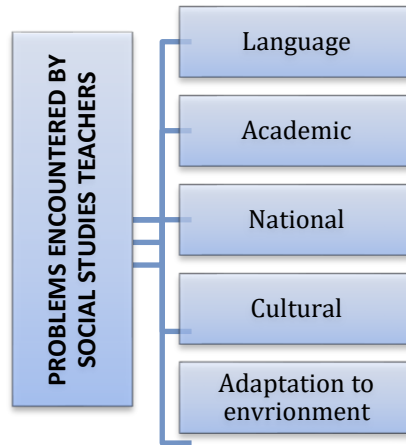 PROBLEMS ENCOUNTERED BY
SOCIAL STUDIES TEACHERS
Language
Academic
National
Cultural
Adaptation to
envrionment